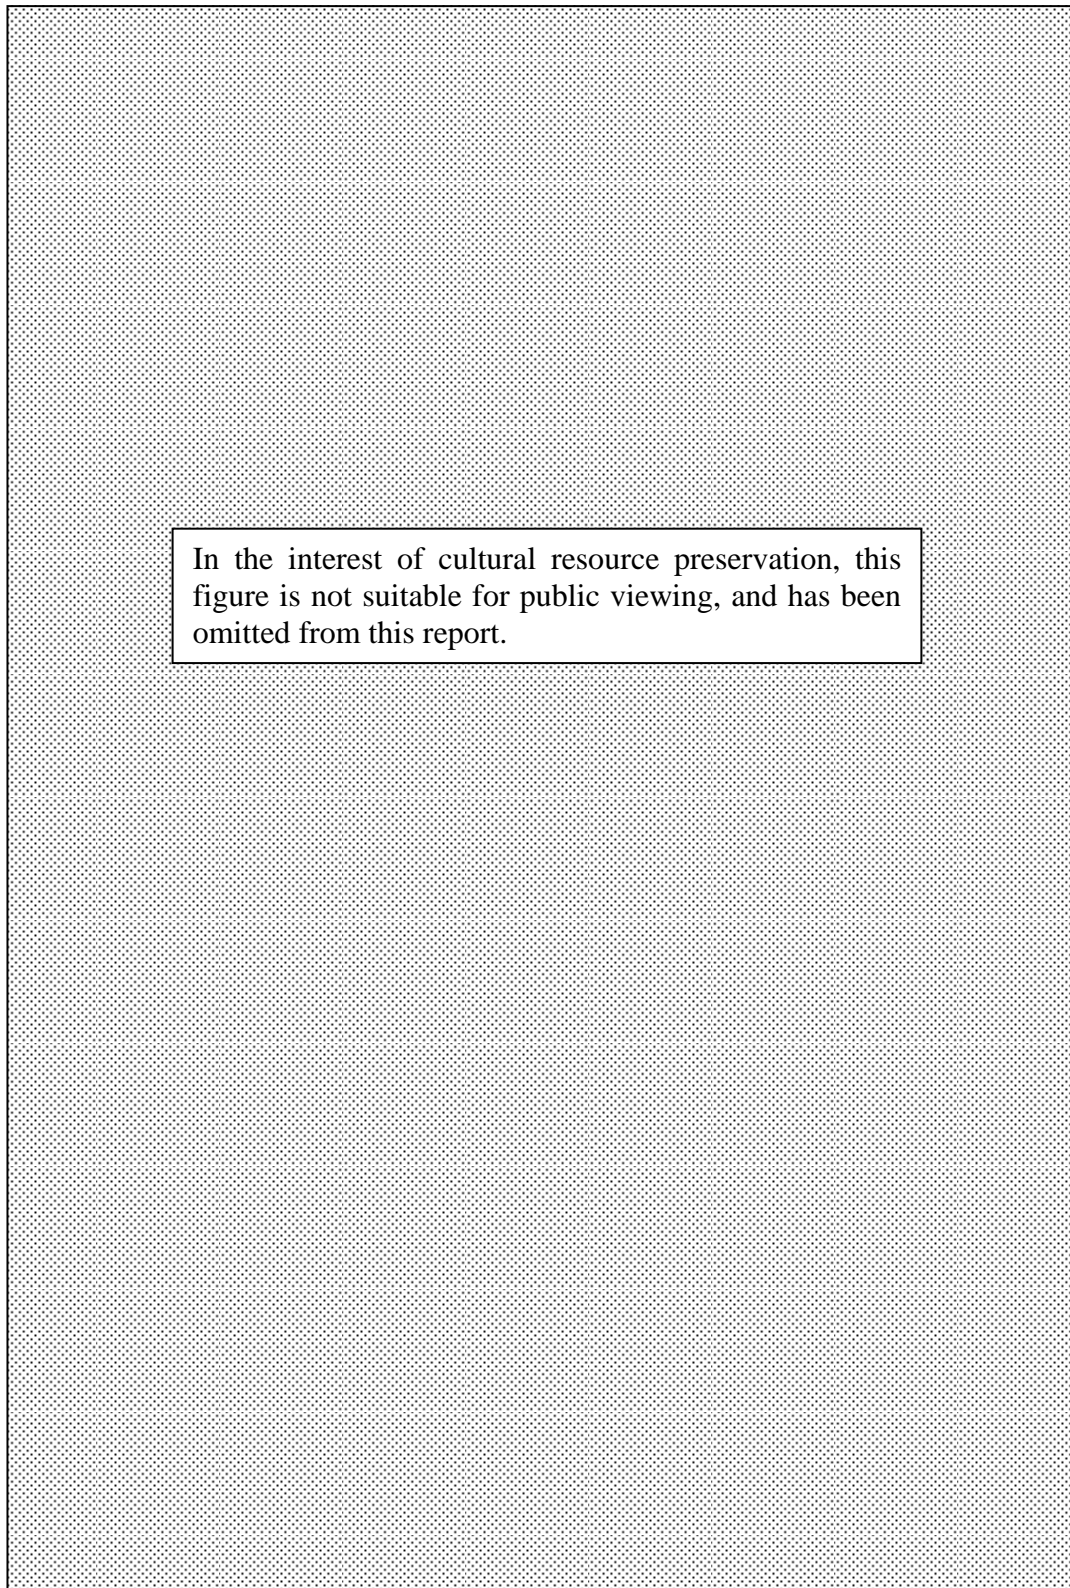 In the interest of cultural resource preservation, this
figure is not suitable for public viewing, and has been
omitted from this report.